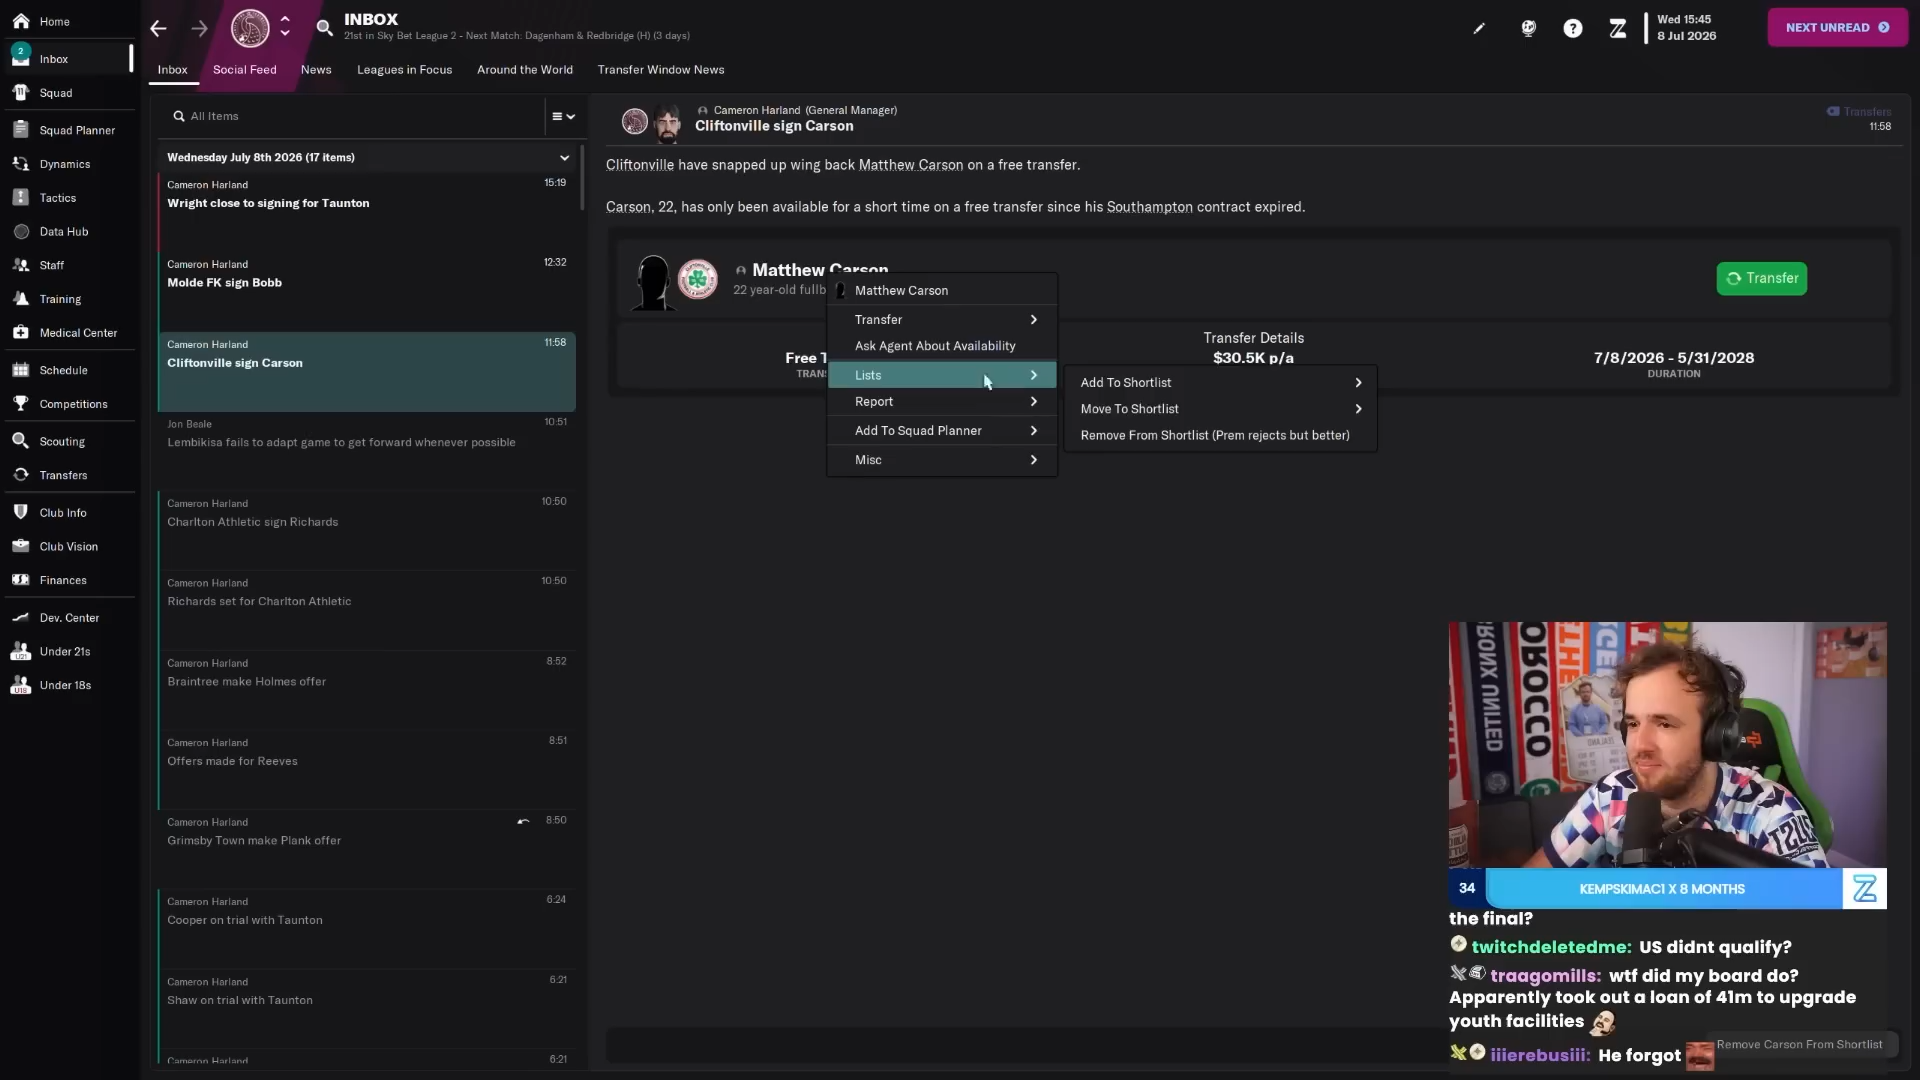 Home
2
Inbox
Squad
Squad Planner
Dynamics
Tactics
Data Hub
Staff
Training
Medical Center
Schedule
Competitions
Scouting
Transfers
Club Info
Club Vision
Finances
Dev. Center
Under 21s
Under 18s
INBOX
21st in Sky Bet League 2 - Next Match: Dagenham & Redbridge (H) (3 days)
Wed 15:45
8 Jul 2026
NEXT UNREAD
Inbox
Social Feed
News
Leagues in Focus
Around the World
Transfer Window News
All Items
Wednesday July 8th 2026 (17 items)
Cameron Harland 15:19
Wright close to signing for Taunton
Cameron Harland 12:32
Molde FK sign Bobb
Cameron Harland 11:58
Cliftonville sign Carson
Jon Beale 10:51
Lembikisa fails to adapt game to get forward whenever possible
Cameron Harland 10:50
Charlton Athletic sign Richards
Cameron Harland 10:50
Richards set for Charlton Athletic
Cameron Harland 8:52
Braintree make Holmes offer
Cameron Harland 8:51
Offers made for Reeves
Cameron Harland 8:50
Grimsby Town make Plank offer
Cameron Harland 6:24
Cooper on trial with Taunton
Cameron Harland 6:21
Shaw on trial with Taunton
Cameron Harland 6:21
Cameron Harland (General Manager)
Cliftonville sign Carson
Transfers
11:58
Cliftonville have snapped up wing back Matthew Carson on a free transfer.
Carson, 22, has only been available for a short time on a free transfer since his Southampton contract expired.
Matthew Carson
22 year-old fullb
Transfer
Free T
TRAN
Transfer Details
$30.5K p/a
7/8/2026 - 5/31/2028
DURATION
Matthew Carson
Transfer
Ask Agent About Availability
Lists
Report
Add To Squad Planner
Misc
Add To Shortlist
Move To Shortlist
Remove From Shortlist (Prem rejects but better)
BRONX UNITED
MOROCCO
34
KEMPSKIMAC1 X 8 MONTHS
the final?
twitchdeletedme: US didnt qualify?
traagomills: wtf did my board do?
Apparently took out a loan of 41m to upgrade
youth facilities
iiierebusiii: He forgot
Remove Carson From Shortlist